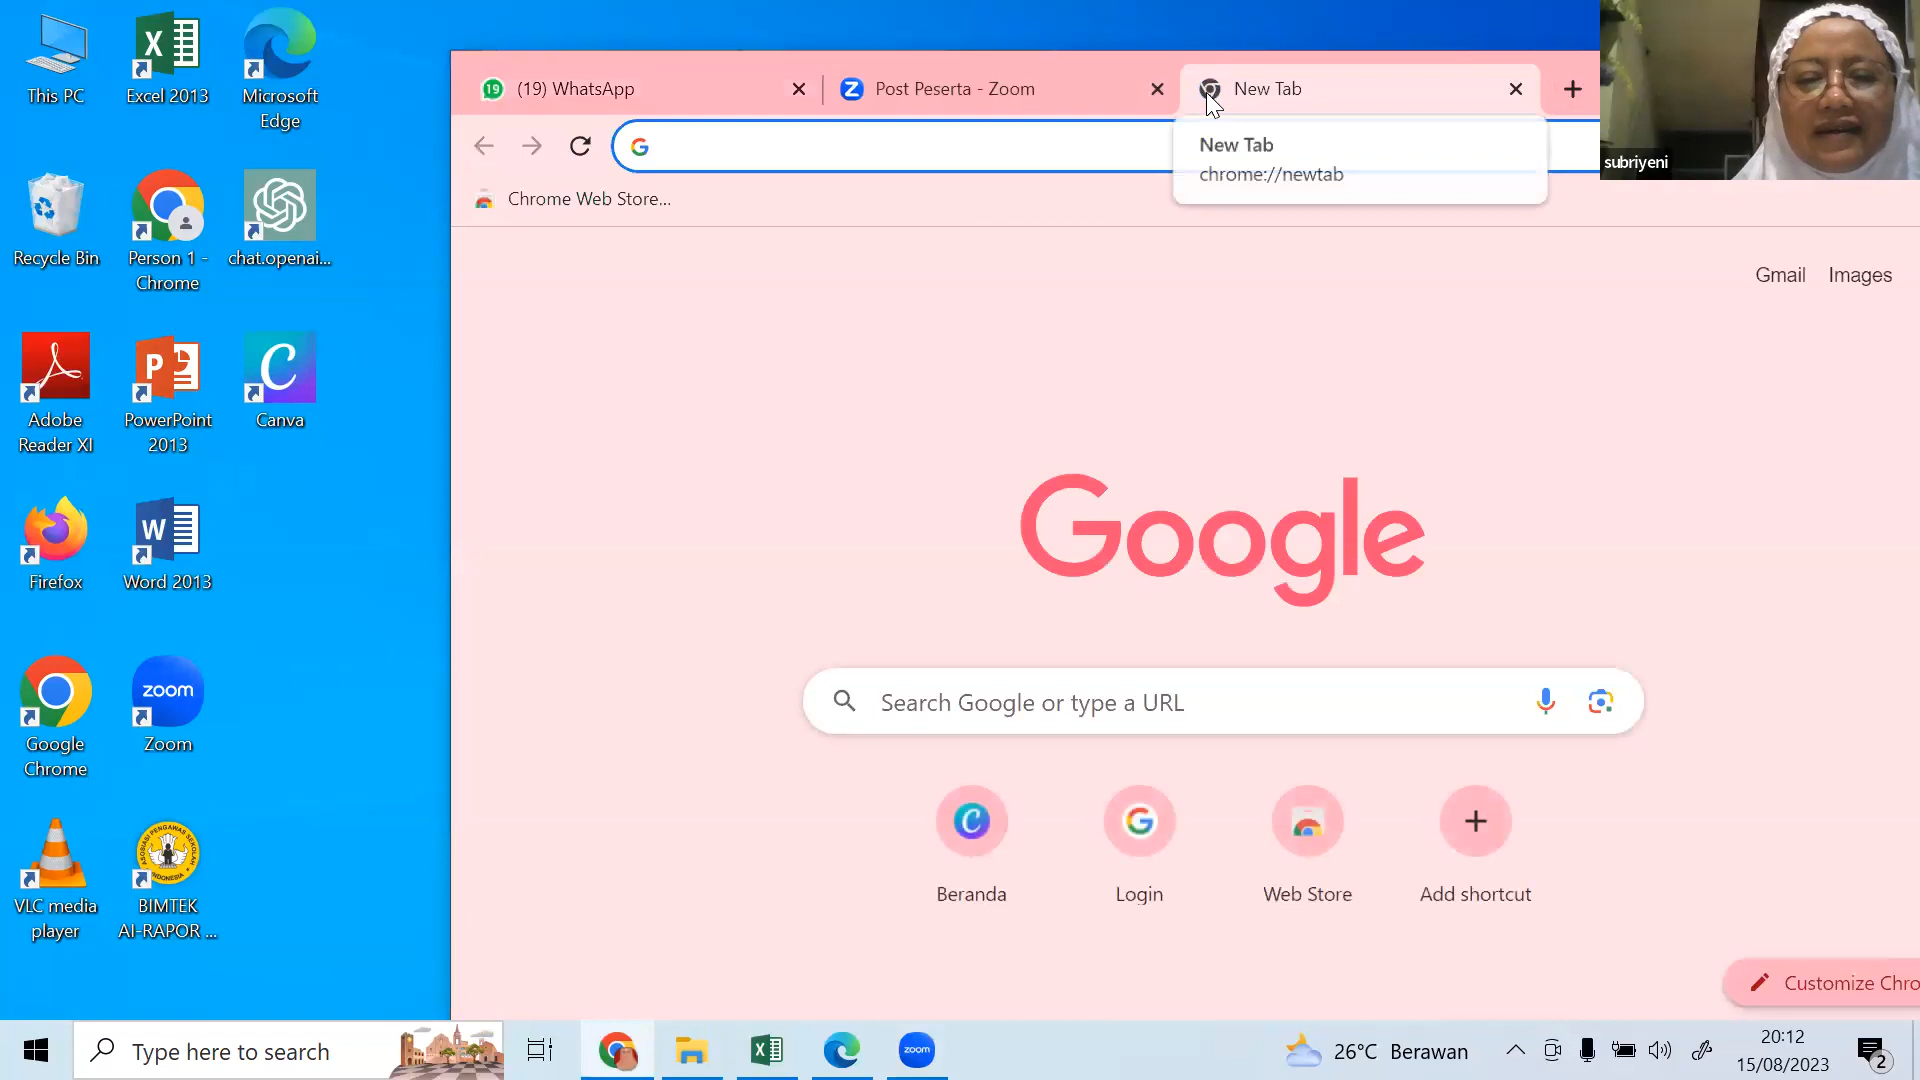 This PC
Excel 2013
Microsoft
Edge
Recycle Bin
Person 1 -
Chrome
chat.openai...
Adobe
Reader XI
PowerPoint
2013
Canva
Firefox
Word 2013
Google
Chrome
zoom
Zoom
VLC media
player
ASOSIASI PENGAWAS SEKOLAH
INDONESIA
BIMTEK
AI-RAPOR ...
19
(19) WhatsApp
Post Peserta - Zoom
New Tab
New Tab
chrome://newtab
Chrome Web Store...
subriyeni
Gmail
Images
Google
Search Google or type a URL
Beranda
Login
Web Store
Add shortcut
Customize Chro
Type here to search
zoom
26°C Berawan
20:12
15/08/2023
2